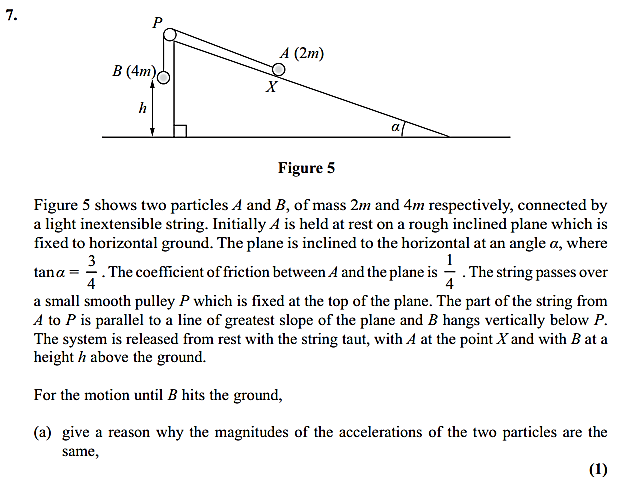 7.
P
A (2m)
B (4m)
X
h
α
Figure 5
Figure 5 shows two particles A and B, of mass 2m and 4m respectively, connected by
a light inextensible string. Initially A is held at rest on a rough inclined plane which is
fixed to horizontal ground. The plane is inclined to the horizontal at an angle α, where
tan α = 3/4 . The coefficient of friction between A and the plane is 1/4 . The string passes over
a small smooth pulley P which is fixed at the top of the plane. The part of the string from
A to P is parallel to a line of greatest slope of the plane and B hangs vertically below P.
The system is released from rest with the string taut, with A at the point X and with B at a
height h above the ground.
For the motion until B hits the ground,
(a) give a reason why the magnitudes of the accelerations of the two particles are the
same,
(1)